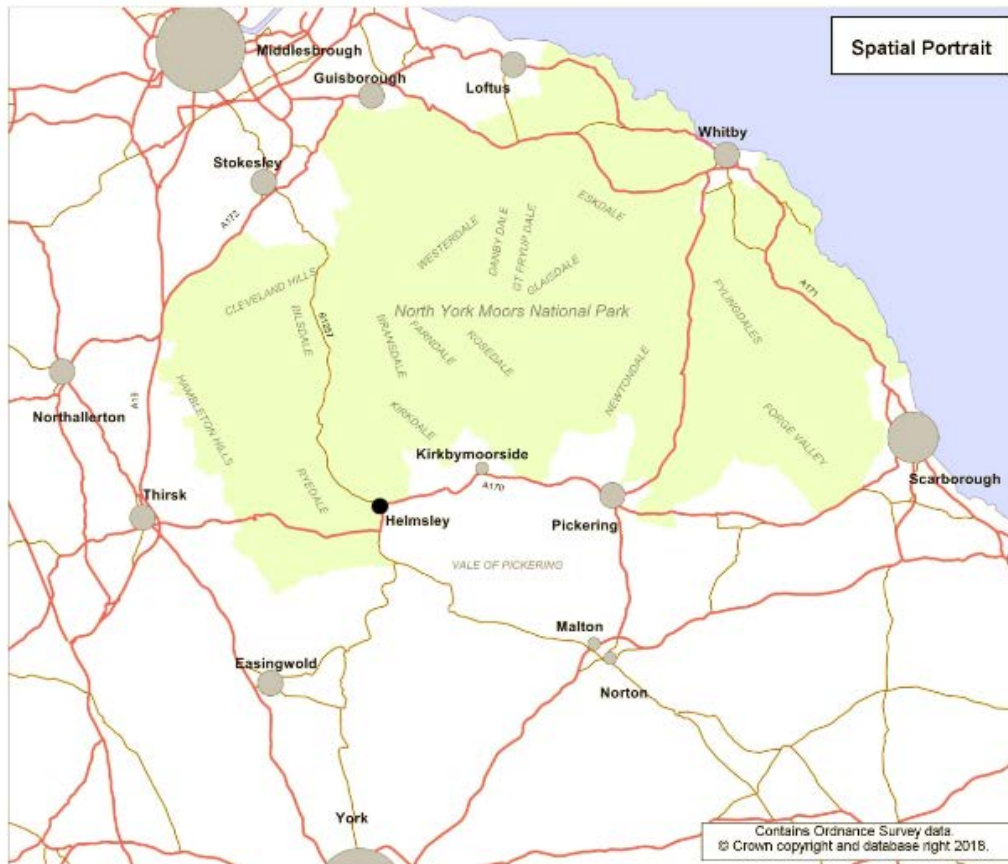 Spatial Portrait
Middlesbrough
Guisborough
Loftus
Whitby
Stokesley
A172
ESKDALE
WESTERDALE
DANBY DALE
GT FRYUP DALE
GLAISDALE
CLEVELAND HILLS
BILSDALE
B1257
North York Moors National Park
FYLINGDALES
A171
BRANSDALE
FARNDALE
ROSEDALE
NEWTONDALE
Northallerton
A19
HAMBLETON HILLS
KIRKDALE
FORGE VALLEY
Kirkbymoorside
Scarborough
RYEDALE
A170
Thirsk
Helmsley
Pickering
VALE OF PICKERING
Malton
Easingwold
Norton
York
Contains Ordnance Survey data.
© Crown copyright and database right 2018.